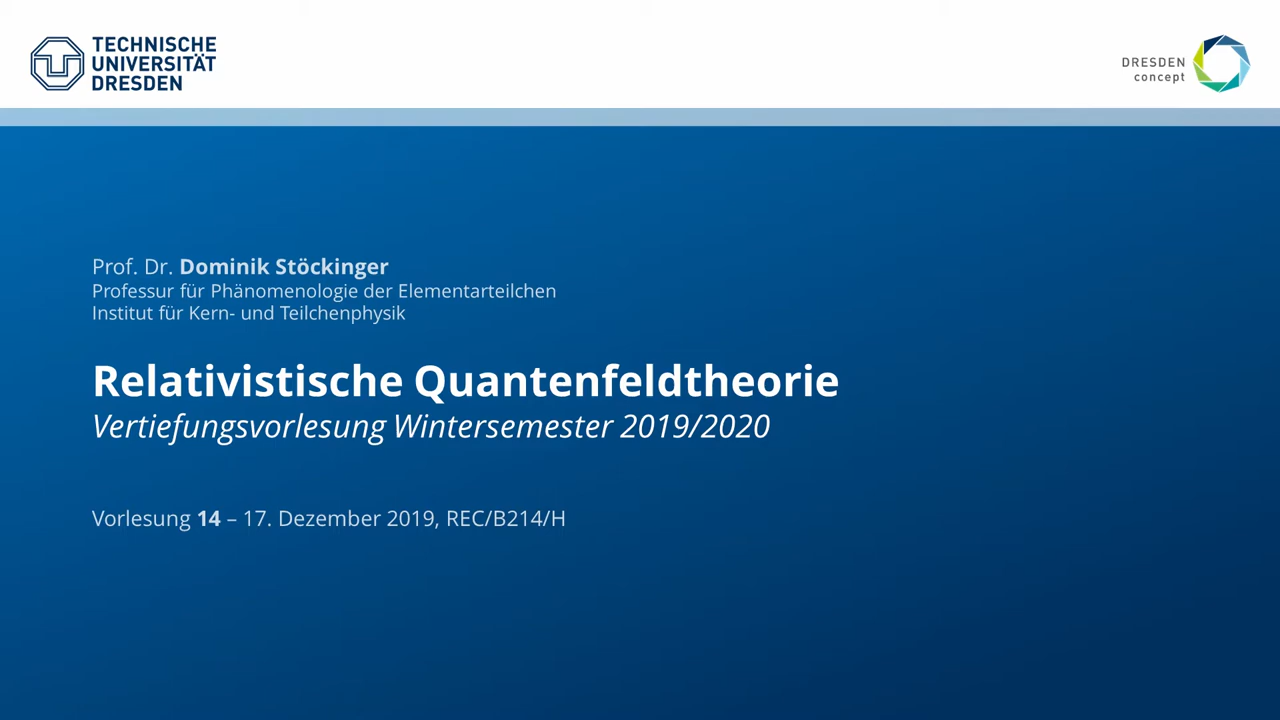 TECHNISCHE
UNIVERSITÄT
DRESDEN
DRESDEN
concept
Prof. Dr. Dominik Stöckinger
Professur für Phänomenologie der Elementarteilchen
Institut für Kern- und Teilchenphysik
Relativistische Quantenfeldtheorie
Vertiefungsvorlesung Wintersemester 2019/2020
Vorlesung 14 – 17. Dezember 2019, REC/B214/H